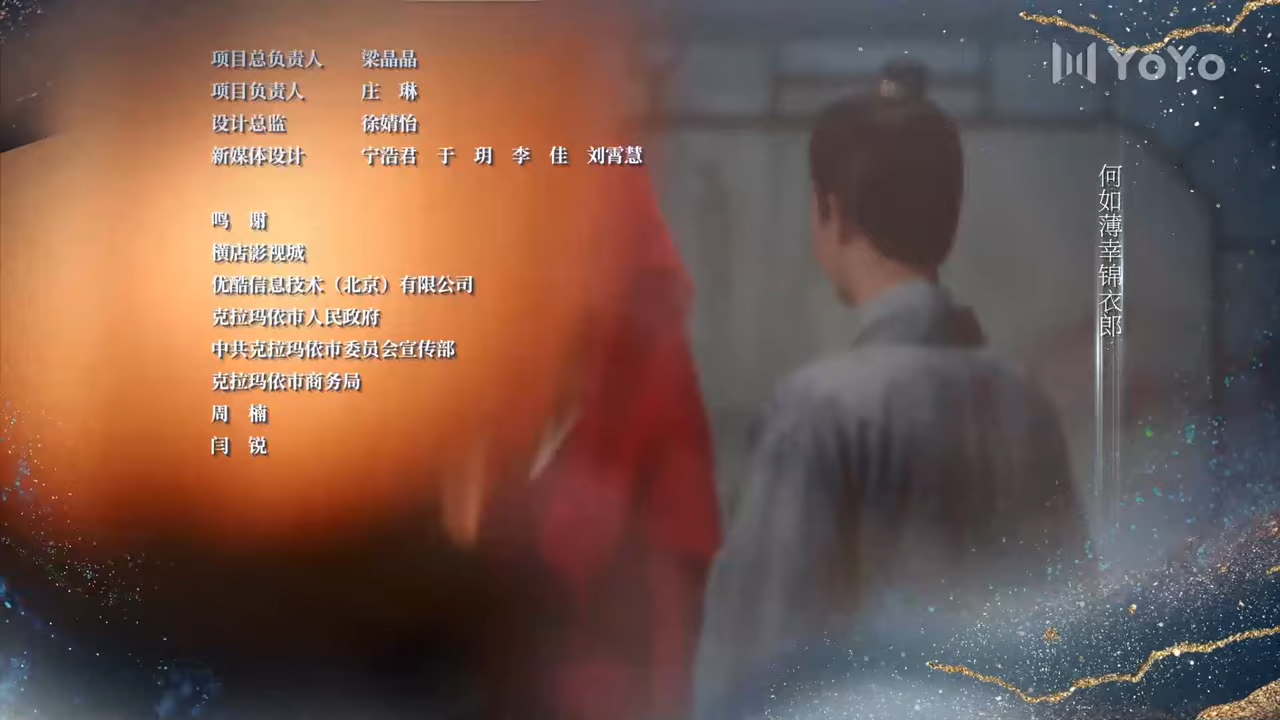 项目总负责人 梁晶晶
项目负责人 庄 琳
设计总监 徐婧怡
新媒体设计 宁浩君 于 玥 李 佳 刘霄慧
鸣 谢
横店影视城
优酷信息技术（北京）有限公司
克拉玛依市人民政府
中共克拉玛依市委员会宣传部
克拉玛依市商务局
周 楠
闫 锐
YoYo
何如薄幸锦衣郎